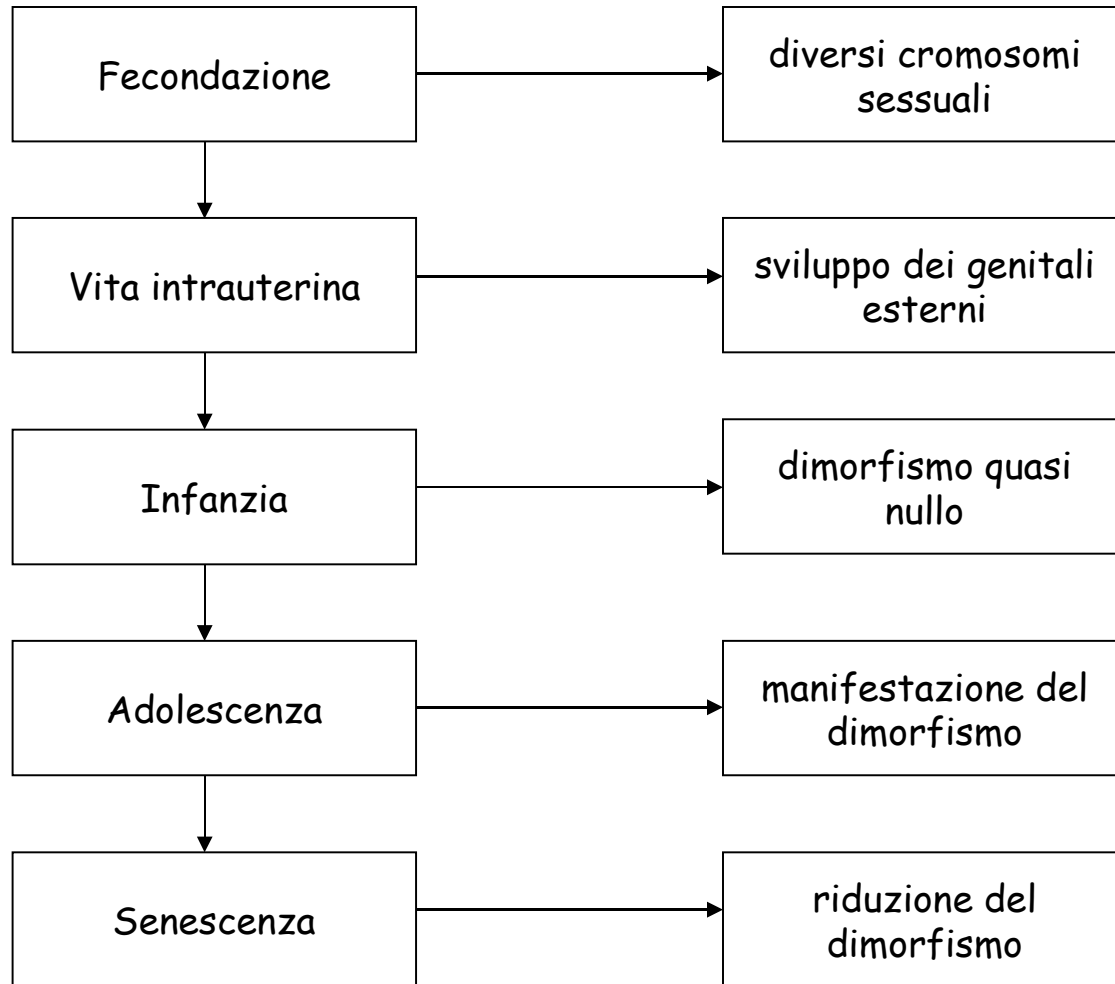 Fecondazione
diversi cromosomi
sessuali
Vita intrauterina
sviluppo dei genitali
esterni
Infanzia
dimorfismo quasi
nullo
Adolescenza
manifestazione del
dimorfismo
Senescenza
riduzione del
dimorfismo